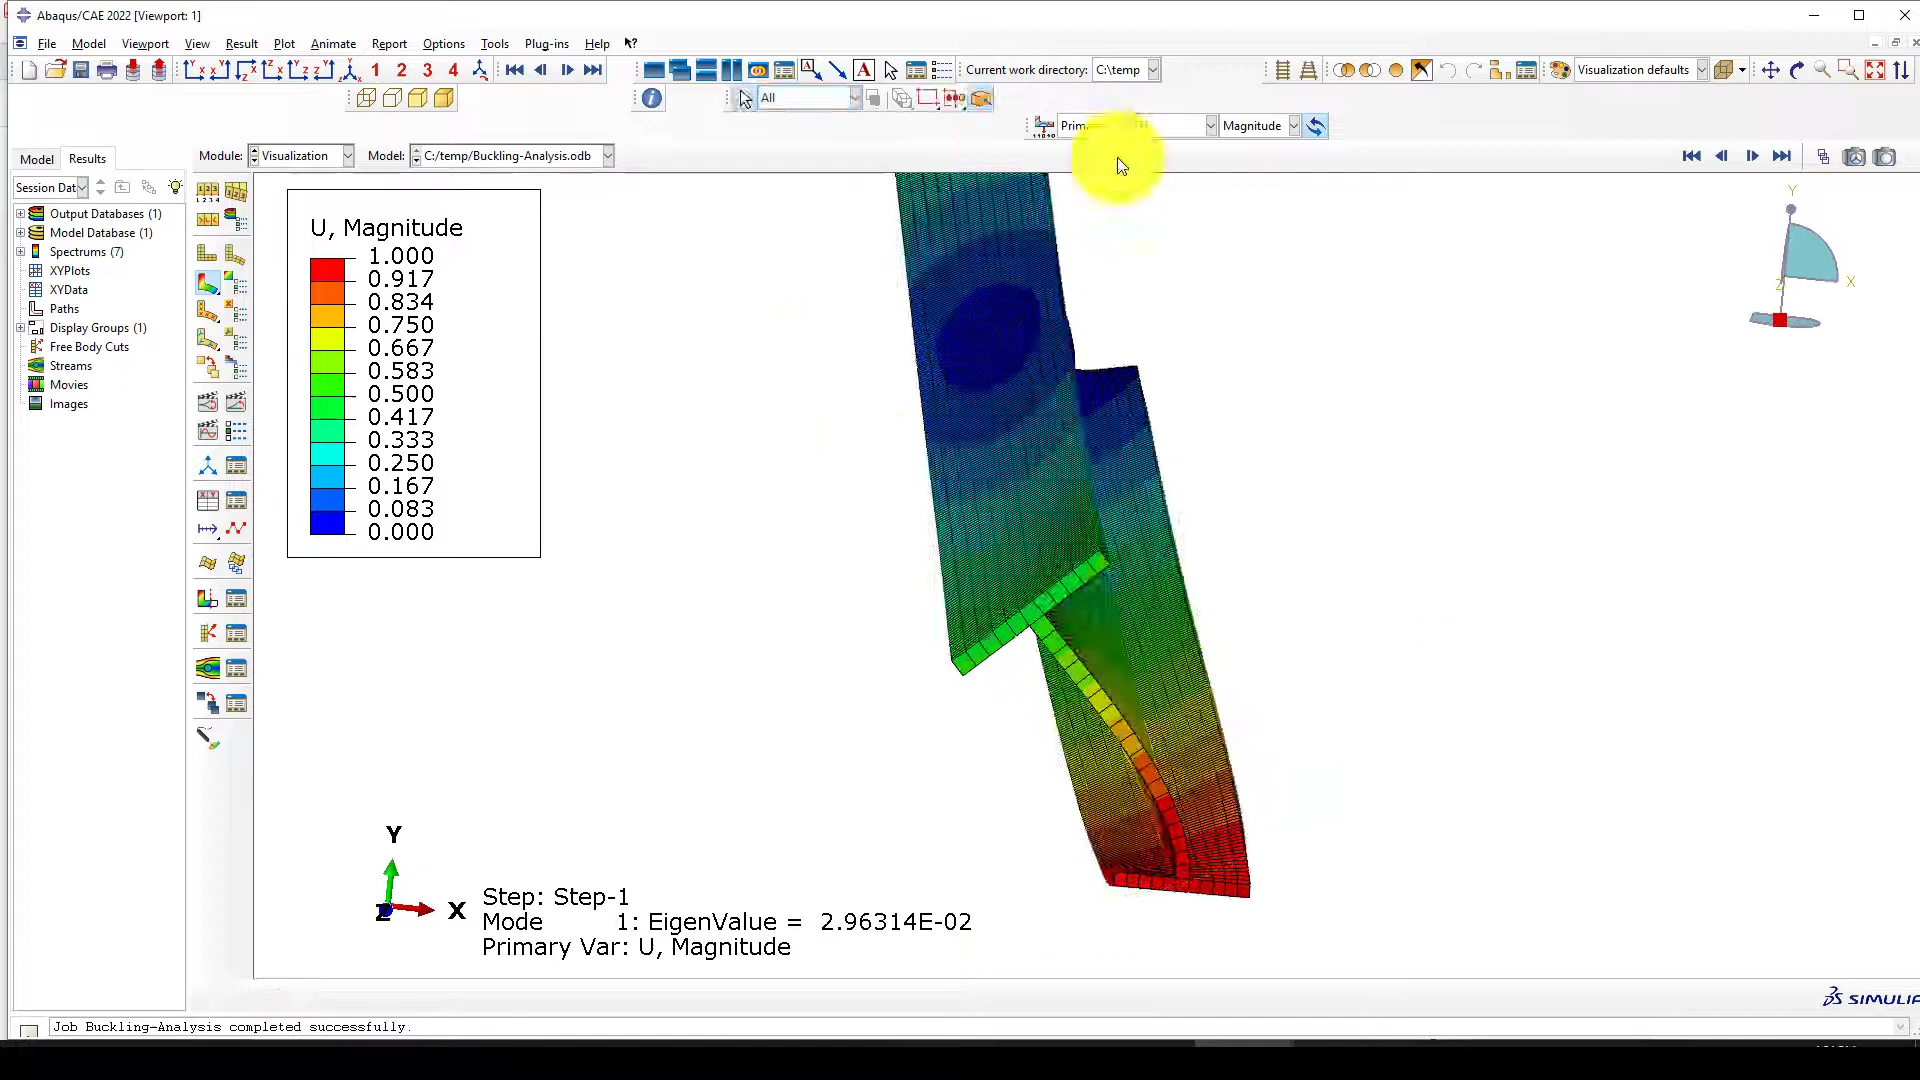 Abaqus/CAE 2022 [Viewport: 1]
File Model Viewport View Result Plot Animate Report Options Tools Plug-ins Help
1 2 3 4
Current work directory: C:\temp
Visualization defaults
All
Magnitude
Model Results
Module: Visualization Model: C:/temp/Buckling-Analysis.odb
Session Dat
Output Databases (1)
Model Database (1)
Spectrums (7)
XYPlots
XYData
Paths
Display Groups (1)
Free Body Cuts
Streams
Movies
Images
U, Magnitude
1.000
0.917
0.834
0.750
0.667
0.583
0.500
0.417
0.333
0.250
0.167
0.083
0.000
Y
X
Z
Y
X
Z
Step: Step-1
Mode 1: EigenValue = 2.96314E-02
Primary Var: U, Magnitude
SIMULI
Job Buckling-Analysis completed successfully.